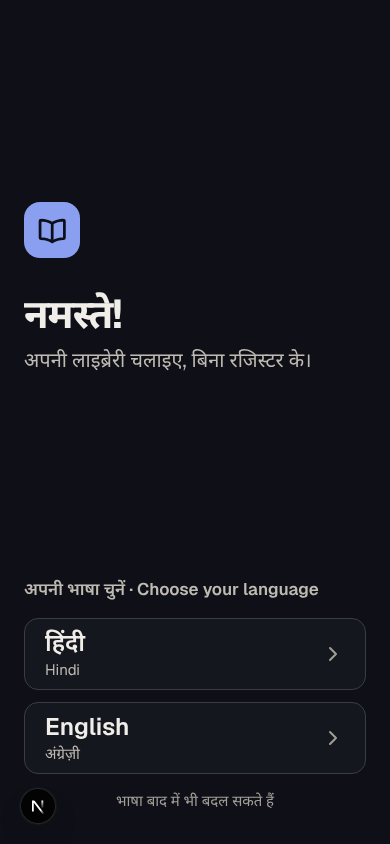 नमस्ते!
अपनी लाइब्रेरी चलाइए, बिना रजिस्टर के।
अपनी भाषा चुनें · Choose your language
हिंदी
Hindi
English
अंग्रेज़ी
भाषा बाद में भी बदल सकते हैं
N